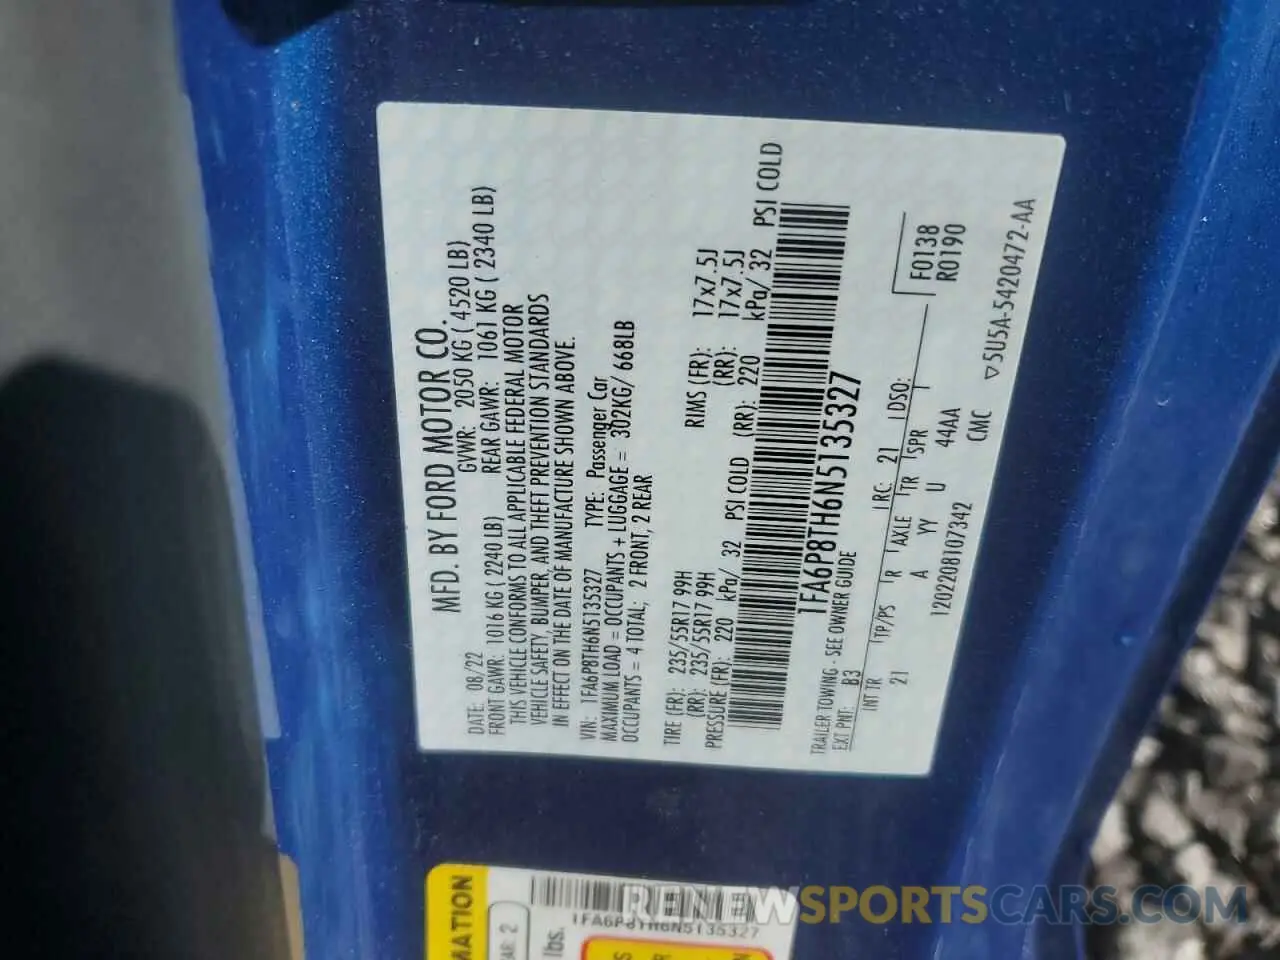 MFD. BY FORD MOTOR CO.
DATE: 08/22 GVWR: 2050 KG ( 4520 LB)
FRONT GAWR: 1016 KG ( 2240 LB) REAR GAWR: 1061 KG ( 2340 LB)
THIS VEHICLE CONFORMS TO ALL APPLICABLE FEDERAL MOTOR
VEHICLE SAFETY, BUMPER, AND THEFT PREVENTION STANDARDS
IN EFFECT ON THE DATE OF MANUFACTURE SHOWN ABOVE.
VIN: 1FA6P8TH6N5135327 TYPE: Passenger Car
MAXIMUM LOAD = OCCUPANTS + LUGGAGE = 302KG/ 668LB
OCCUPANTS = 4 TOTAL; 2 FRONT, 2 REAR
TIRE (FR): 235/55R17 99H RIMS (FR): 17x7.5J
(RR): 235/55R17 99H (RR): 17x7.5J
PRESSURE (FR): 220 kPa/ 32 PSI COLD (RR): 220 kPa/ 32 PSI COLD
1FA6P8TH6N5135327
TRAILER TOWING - SEE OWNER GUIDE
EXT PNT: B3 RC: 21 DSO: F0138
R0190
INT TR TP/PS R AXLE TR SPR
21 A YY U 44AA
1202208107342 CMC
▽5U5A-5420472-AA
MATION
AR: 2
lbs.
1FA6P8TH6N5135327
RENEWSPORTSCARS.COM